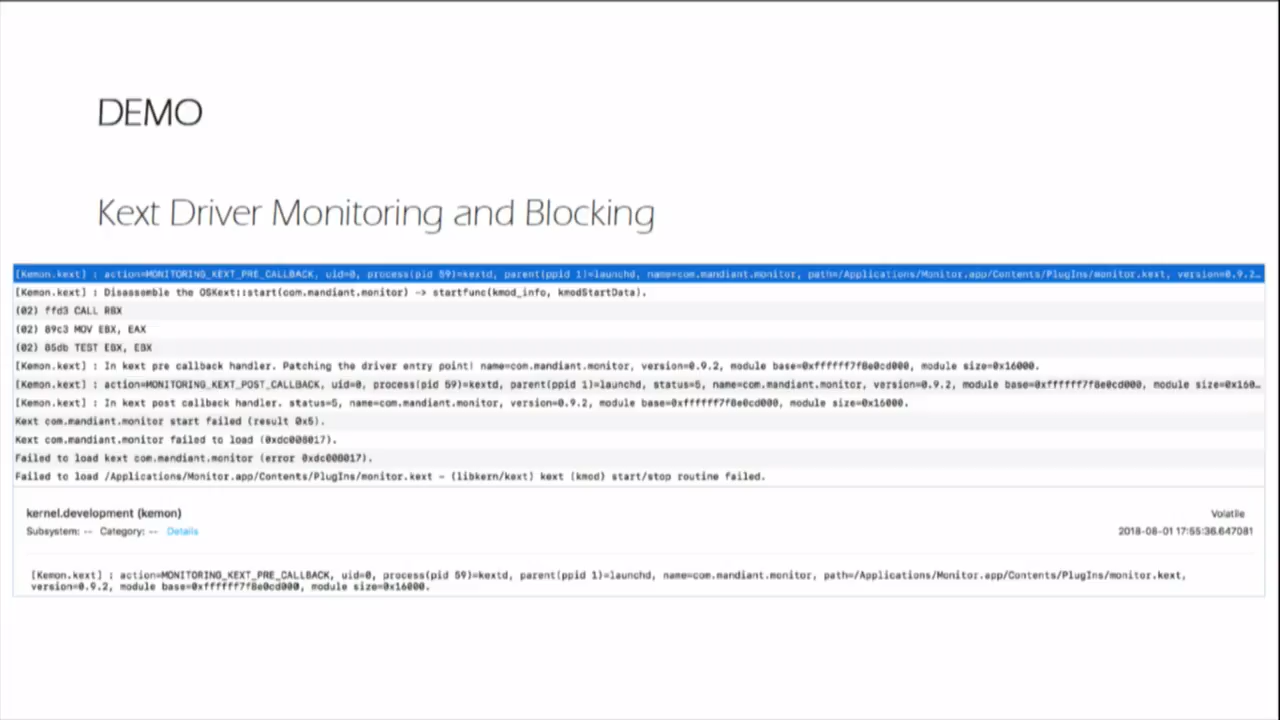 DEMO
Kext Driver Monitoring and Blocking
[Kemon.kext] : action=MONITORING_KEXT_PRE_CALLBACK, uid=0, process(pid 59)=kextd, parent(ppid 1)=launchd, name=com.mandiant.monitor, path=/Applications/Monitor.app/Contents/PlugIns/monitor.kext, version=0.9.2…
[Kemon.kext] : Disassemble the OSKext::start(com.mandiant.monitor) -> startfunc(kmod_info, kmodStartData).
(02) ffd3 CALL RBX
(02) 89c3 MOV EBX, EAX
(02) 85db TEST EBX, EBX
[Kemon.kext] : In kext pre callback handler. Patching the driver entry point! name=com.mandiant.monitor, version=0.9.2, module base=0xffffff7f8e0cd000, module size=0x16000.
[Kemon.kext] : action=MONITORING_KEXT_POST_CALLBACK, uid=0, process(pid 59)=kextd, parent(ppid 1)=launchd, status=5, name=com.mandiant.monitor, version=0.9.2, module base=0xffffff7f8e0cd000, module size=0x160…
[Kemon.kext] : In kext post callback handler. status=5, name=com.mandiant.monitor, version=0.9.2, module base=0xffffff7f8e0cd000, module size=0x16000.
Kext com.mandiant.monitor start failed (result 0x5).
Kext com.mandiant.monitor failed to load (0xdc008017).
Failed to load kext com.mandiant.monitor (error 0xdc008017).
Failed to load /Applications/Monitor.app/Contents/PlugIns/monitor.kext - (libkern/kext) kext (kmod) start/stop routine failed.
kernel.development (kemon) Volatile
Subsystem: -- Category: -- Details 2018-08-01 17:55:36.647081
[Kemon.kext] : action=MONITORING_KEXT_PRE_CALLBACK, uid=0, process(pid 59)=kextd, parent(ppid 1)=launchd, name=com.mandiant.monitor, path=/Applications/Monitor.app/Contents/PlugIns/monitor.kext,
version=0.9.2, module base=0xffffff7f8e0cd000, module size=0x16000.